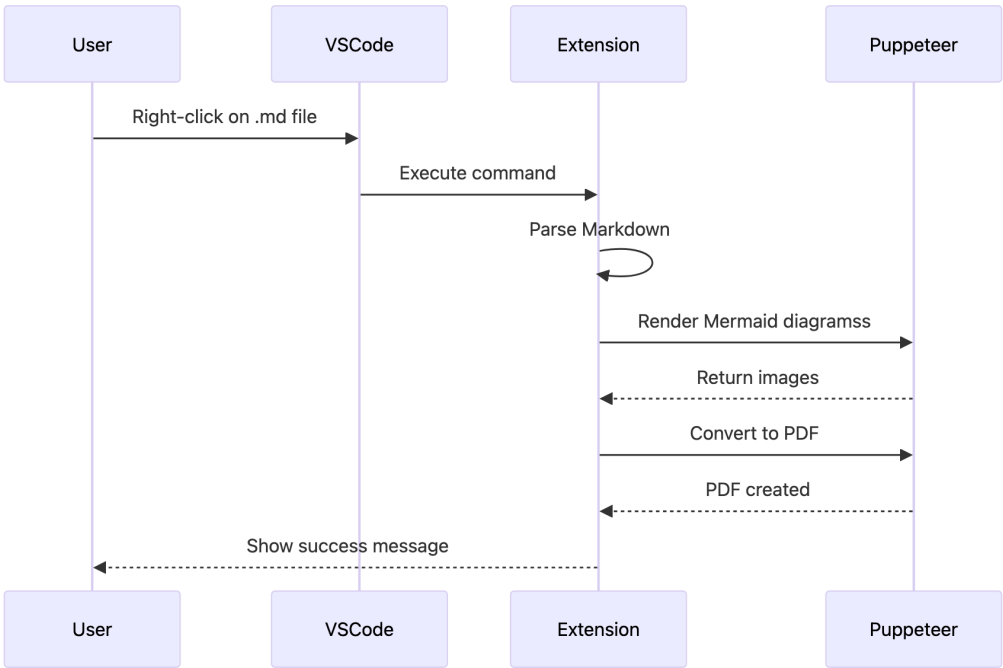 User
VSCode
Extension
Puppeteer
Right-click on .md file
Execute command
Parse Markdown
Render Mermaid diagramss
Return images
Convert to PDF
PDF created
Show success message
User
VSCode
Extension
Puppeteer